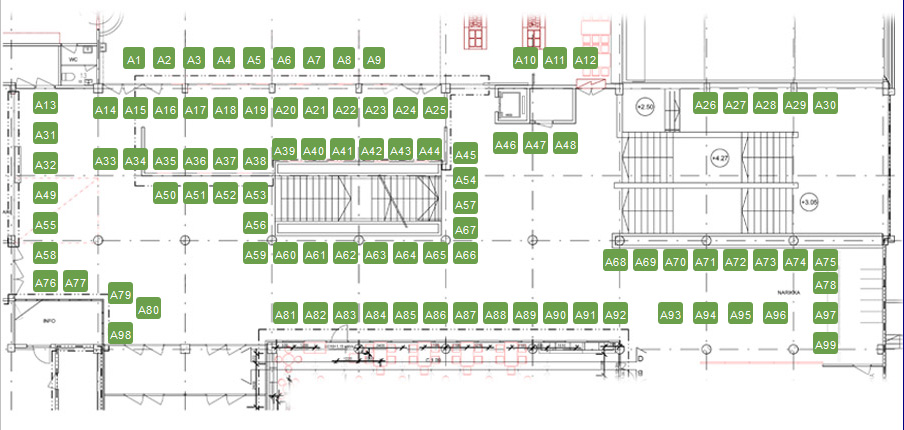 A1 A2 A3 A4 A5 A6 A7 A8 A9 A10 A11 A12
WC
A13 A14 A15 A16 A17 A18 A19 A20 A21 A22 A23 A24 A25 A26 A27 A28 A29 A30
+2.50
A31
A32 A33 A34 A35 A36 A37 A38 A39 A40 A41 A42 A43 A44 A45 A46 A47 A48
+4.27
A49 A50 A51 A52 A53 A54
+3.05
A55 A56 A57
A67
A58 A59 A60 A61 A62 A63 A64 A65 A66 A68 A69 A70 A71 A72 A73 A74 A75
A76 A77 A78
NARIKKA
A79
A80 A81 A82 A83 A84 A85 A86 A87 A88 A89 A90 A91 A92 A93 A94 A95 A96 A97
INFO
A98 A99